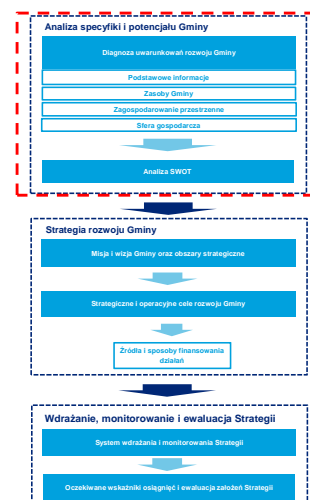 Analiza specyfiki i potencjału Gminy
Diagnoza uwarunkowań rozwoju Gminy
Podstawowe informacje
Zasoby Gminy
Zagospodarowanie przestrzenne
Sfera gospodarcza
Analiza SWOT
Strategia rozwoju Gminy
Misja i wizja Gminy oraz obszary strategiczne
Strategiczne i operacyjne cele rozwoju Gminy
Źródła i sposoby finansowania
działań
Wdrażanie, monitorowanie i ewaluacja Strategii
System wdrażania i monitorowania Strategii
Oczekiwane wskaźniki osiągnięć i ewaluacja założeń Strategii